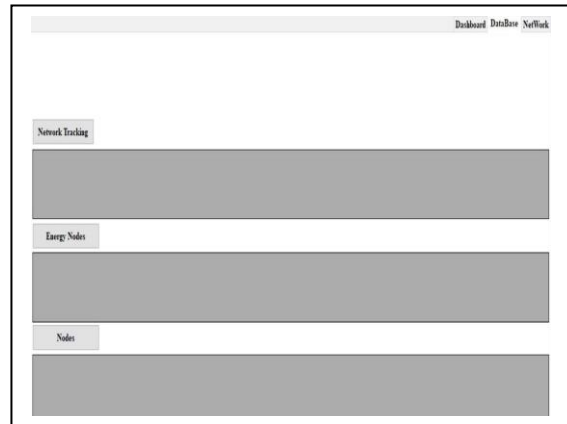 Dashboard DataBase NetWork
Network Tracking
Energy Nodes
Nodes